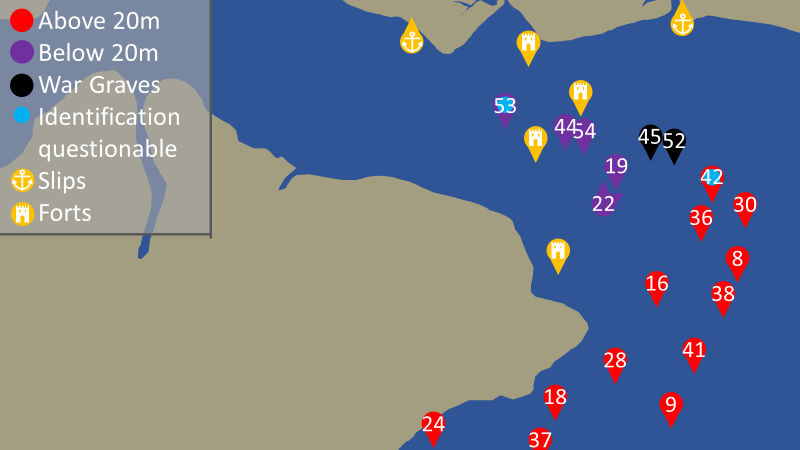 Above 20m
Below 20m
War Graves
Identification
questionable
Slips
Forts
53
44
54
45
52
19
42
22
36
30
8
16
38
41
28
18
9
24
37